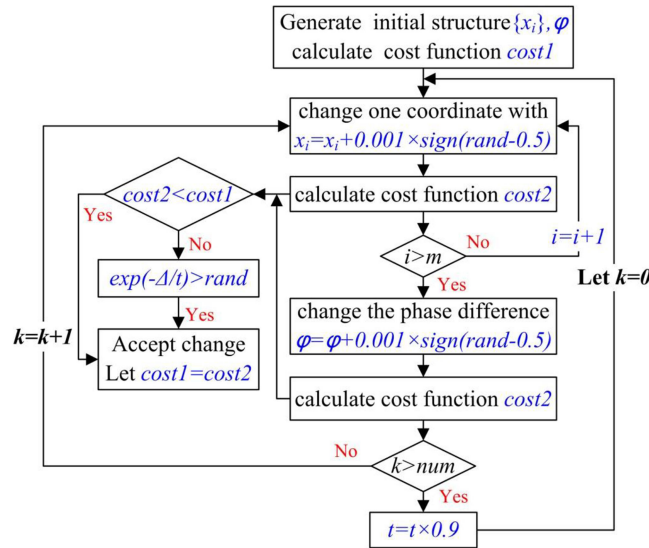 Generate initial structure{xᵢ},φ
calculate cost function cost1
change one coordinate with
xᵢ=xᵢ+0.001×sign(rand-0.5)
cost2<cost1
calculate cost function cost2
Yes
No
i>m
No
i=i+1
exp(-Δ/t)>rand
Yes
Let k=0
Yes
change the phase difference
φ=φ+0.001×sign(rand-0.5)
k=k+1
Accept change
Let cost1=cost2
calculate cost function cost2
No
k>num
Yes
t=t×0.9